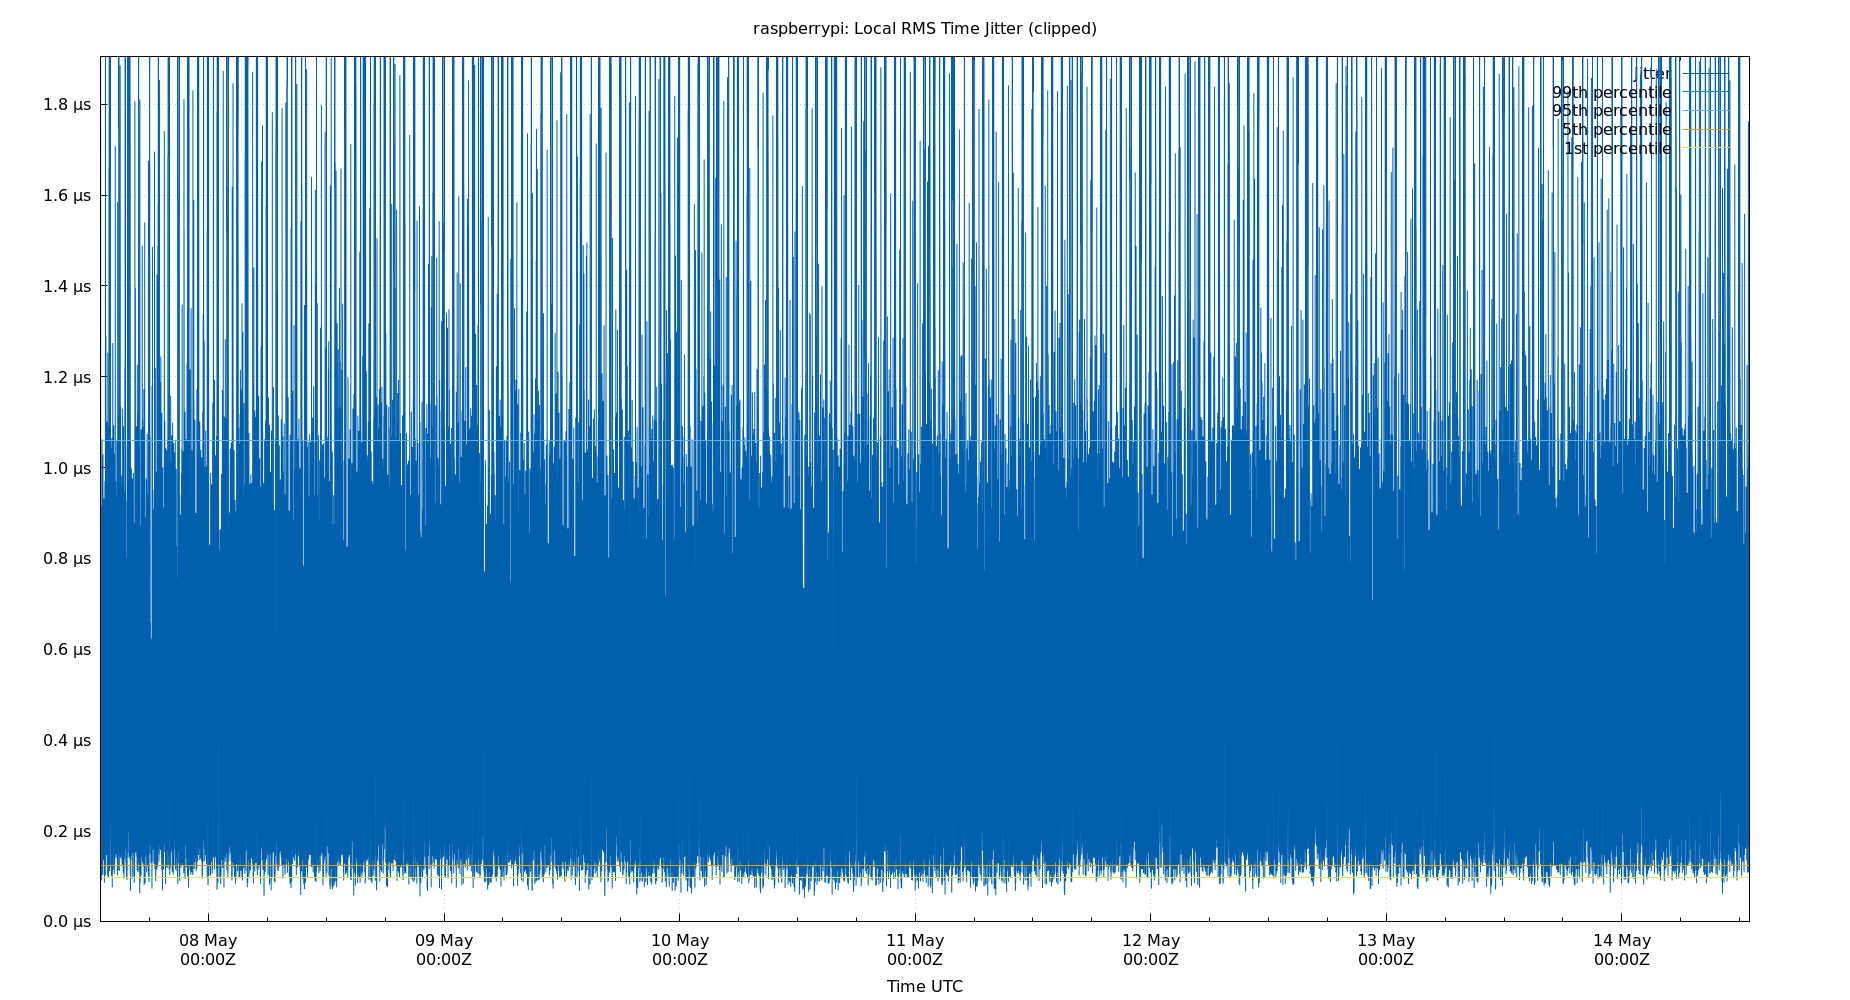 raspberrypi: Local RMS Time Jitter (clipped)
jitter
99th percentile
95th percentile
5th percentile
1st percentile
1.8 μs
1.6 μs
1.4 μs
1.2 μs
1.0 μs
0.8 μs
0.6 μs
0.4 μs
0.2 μs
0.0 μs
08 May 09 May 10 May 11 May 12 May 13 May 14 May
00:00Z 00:00Z 00:00Z 00:00Z 00:00Z 00:00Z 00:00Z
Time UTC